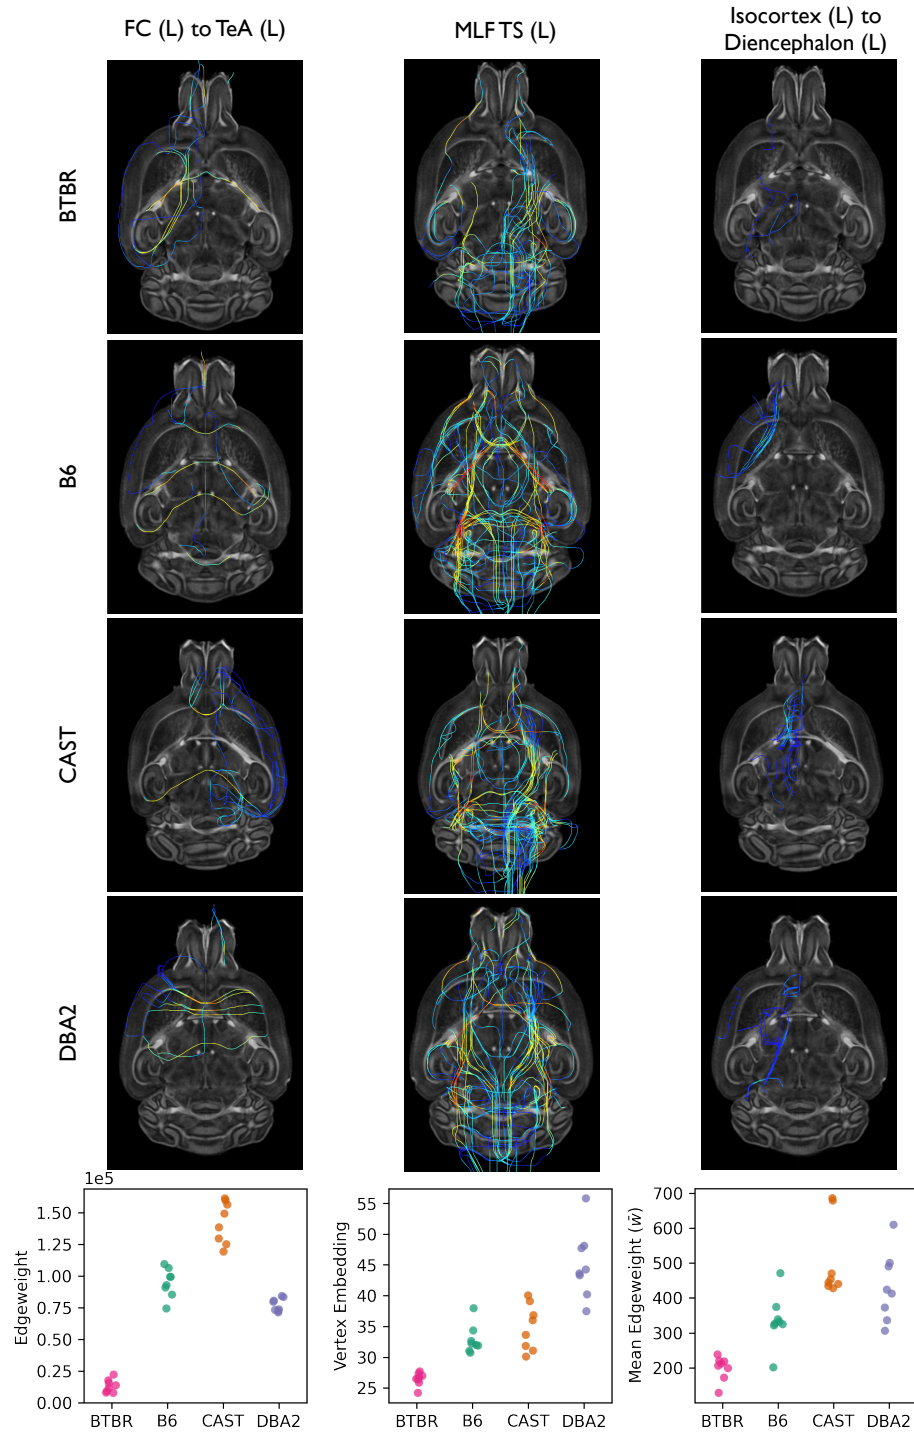 FC (L) to TeA (L)
MLF TS (L)
Isocortex (L) to
Diencephalon (L)
BTBR
B6
CAST
DBA2
1e5
Edgeweight
1.50
1.25
1.00
0.75
0.50
0.25
0.00
BTBR B6 CAST DBA2
Vertex Embedding
55
50
45
40
35
30
25
BTBR B6 CAST DBA2
Mean Edgeweight (w̄)
700
600
500
400
300
200
BTBR B6 CAST DBA2